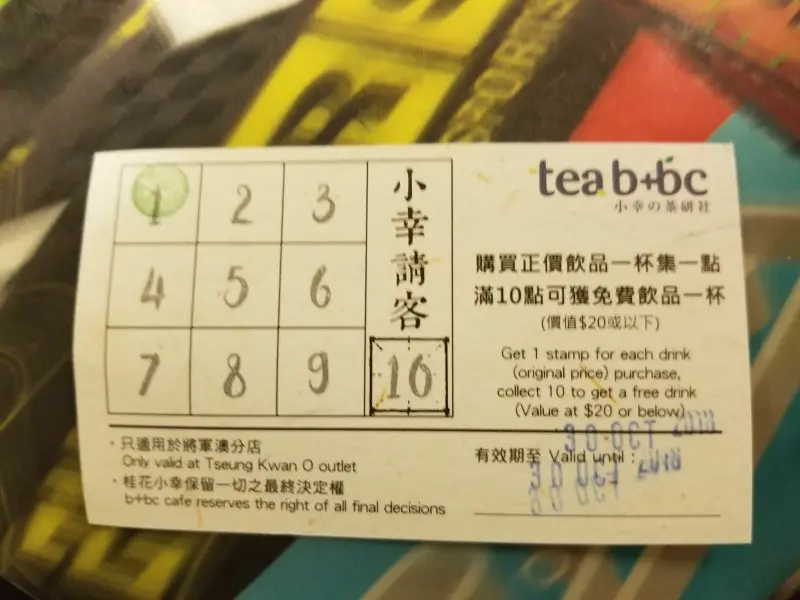 SPORTS
1 2 3
4 5 6
7 8 9
小幸請客
10
tea b+bc
小幸の茶研社
購買正價飲品一杯集一點
滿10點可獲免費飲品一杯
(價值$20或以下)
Get 1 stamp for each drink
(original price) purchase,
collect 10 to get a free drink
(Value at $20 or below)
・只適用於將軍澳分店
Only valid at Tseung Kwan O outlet
・桂花小幸保留一切之最終決定權
b+bc cafe reserves the right of all final decisions
有效期至 Valid until :
30 OCT 2018
30 OCT 2018